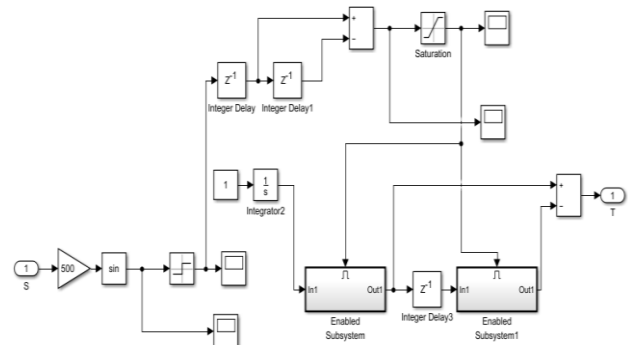 +
−
Saturation
z-1
z-1
Integer Delay
Integer Delay1
1
1
s
Integrator2
+
−
1
T
1
S
500
sin
In1
Out1
z-1
In1
Out1
Enabled
Subsystem
Integer Delay3
Enabled
Subsystem1